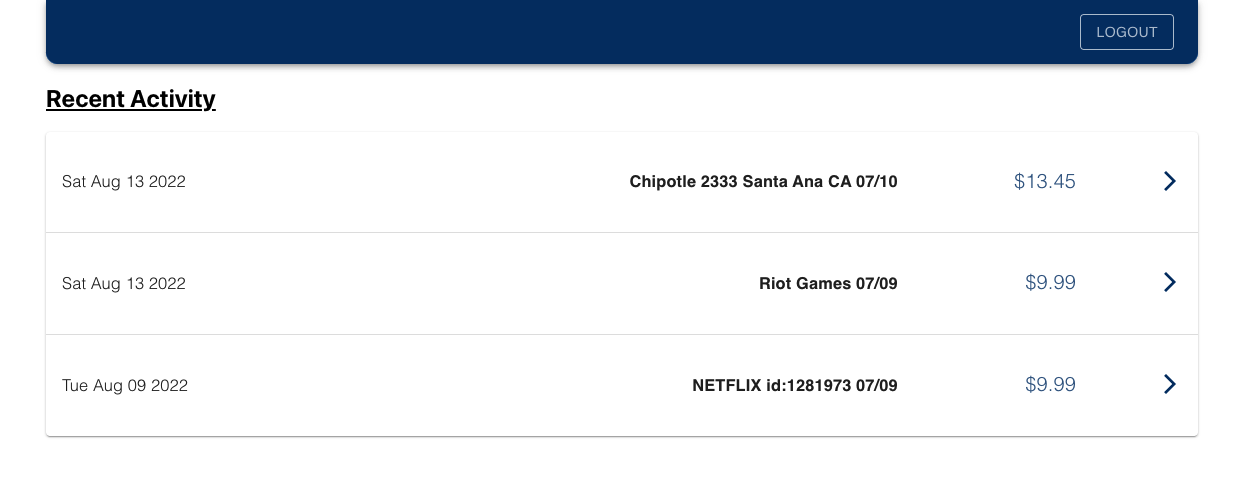 LOGOUT
Recent Activity
Sat Aug 13 2022 Chipotle 2333 Santa Ana CA 07/10 $13.45
Sat Aug 13 2022 Riot Games 07/09 $9.99
Tue Aug 09 2022 NETFLIX id:1281973 07/09 $9.99